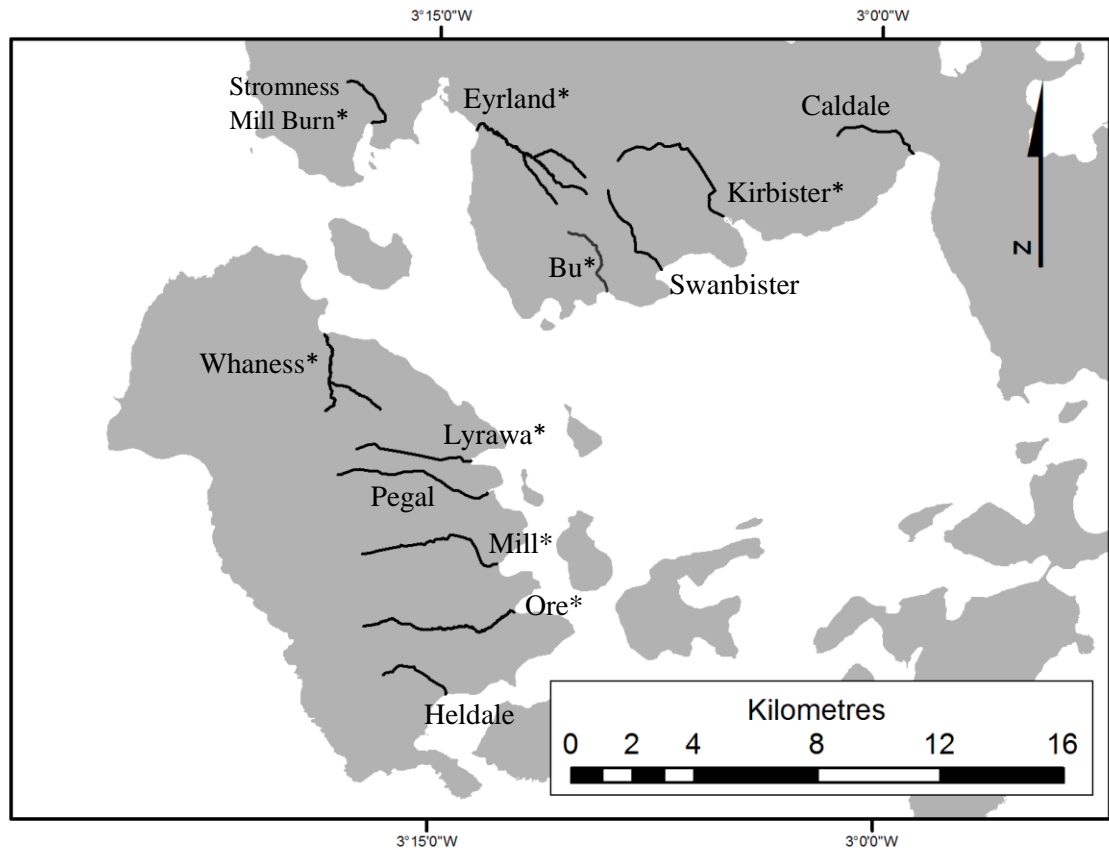 3°15'0"W
3°0'0"W
Stromness
Mill Burn*
Eyrland*
Caldale
Kirbister*
Bu*
Swanbister
N
Whaness*
Lyrawa*
Pegal
Mill*
Ore*
Heldale
Kilometres
0 2 4 8 12 16
3°15'0"W
3°0'0"W